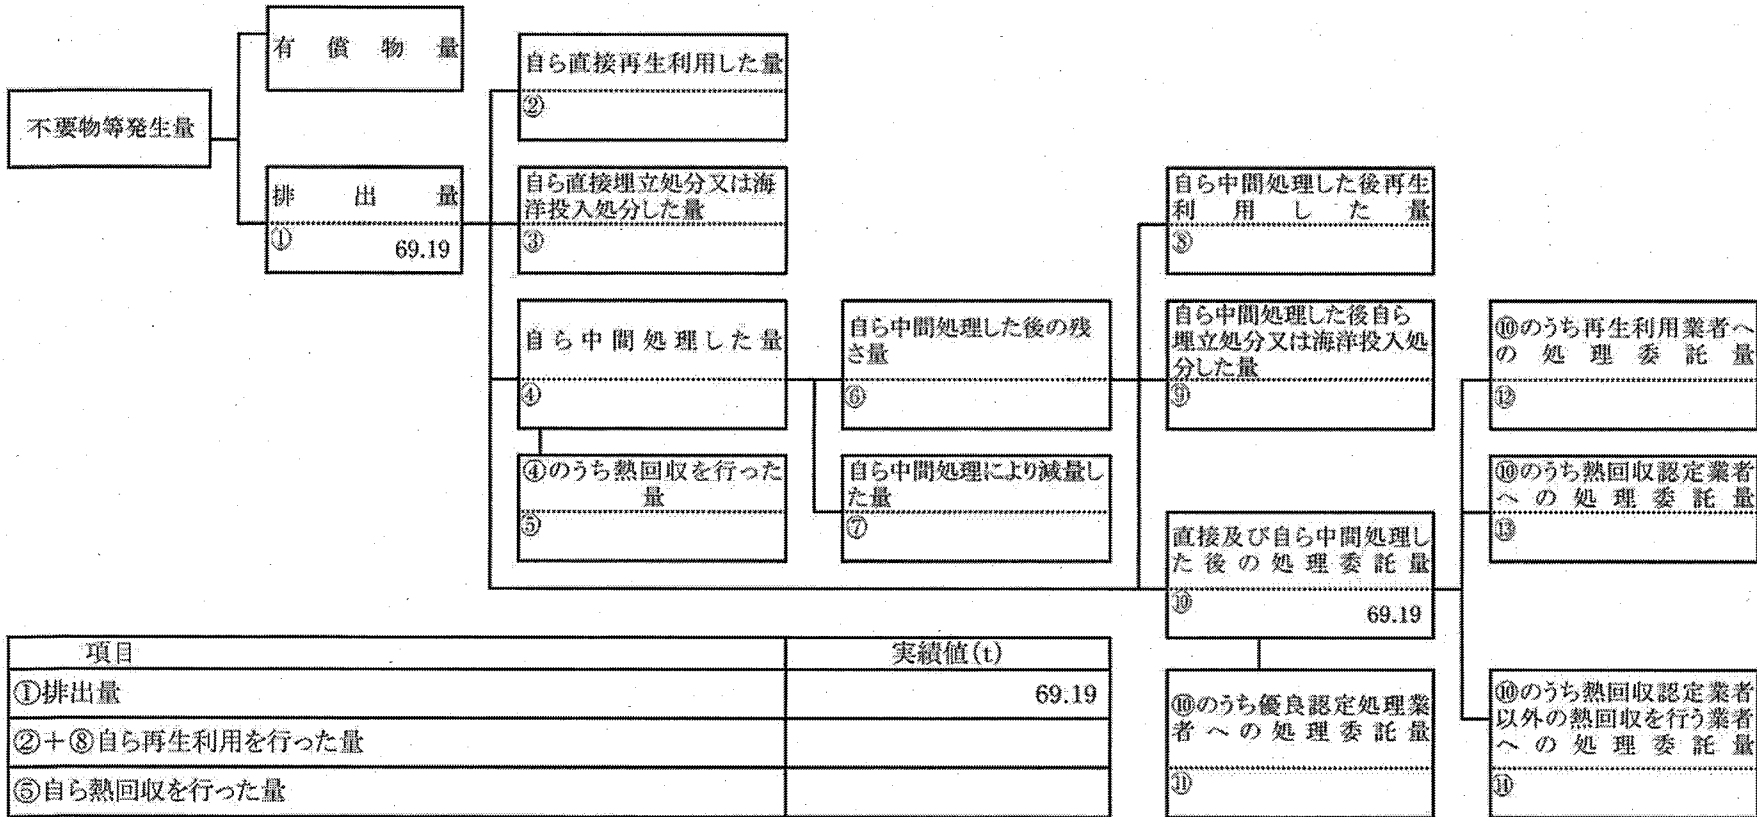 不要物等発生量
有償物量
排出量
①
69.19
自ら直接再生利用した量
②
自ら直接埋立処分又は海
洋投入処分した量
③
自ら中間処理した量
④
④のうち熱回収を行った
量
⑤
自ら中間処理した後の残
さ量
⑥
自ら中間処理により減量し
た量
⑦
自ら中間処理した後再生
利用した量
⑧
自ら中間処理した後自ら
埋立処分又は海洋投入処
分した量
⑨
直接及び自ら中間処理し
た後の処理委託量
⑩
69.19
⑩のうち優良認定処理業
者への処理委託量
⑪
⑩のうち再生利用業者へ
の処理委託量
⑫
⑩のうち熱回収認定業者
への処理委託量
⑬
⑩のうち熱回収認定業者
以外の熱回収を行う業者
への処理委託量
⑭
項目 実績値(t)
①排出量 69.19
②+⑧自ら再生利用を行った量
⑤自ら熱回収を行った量